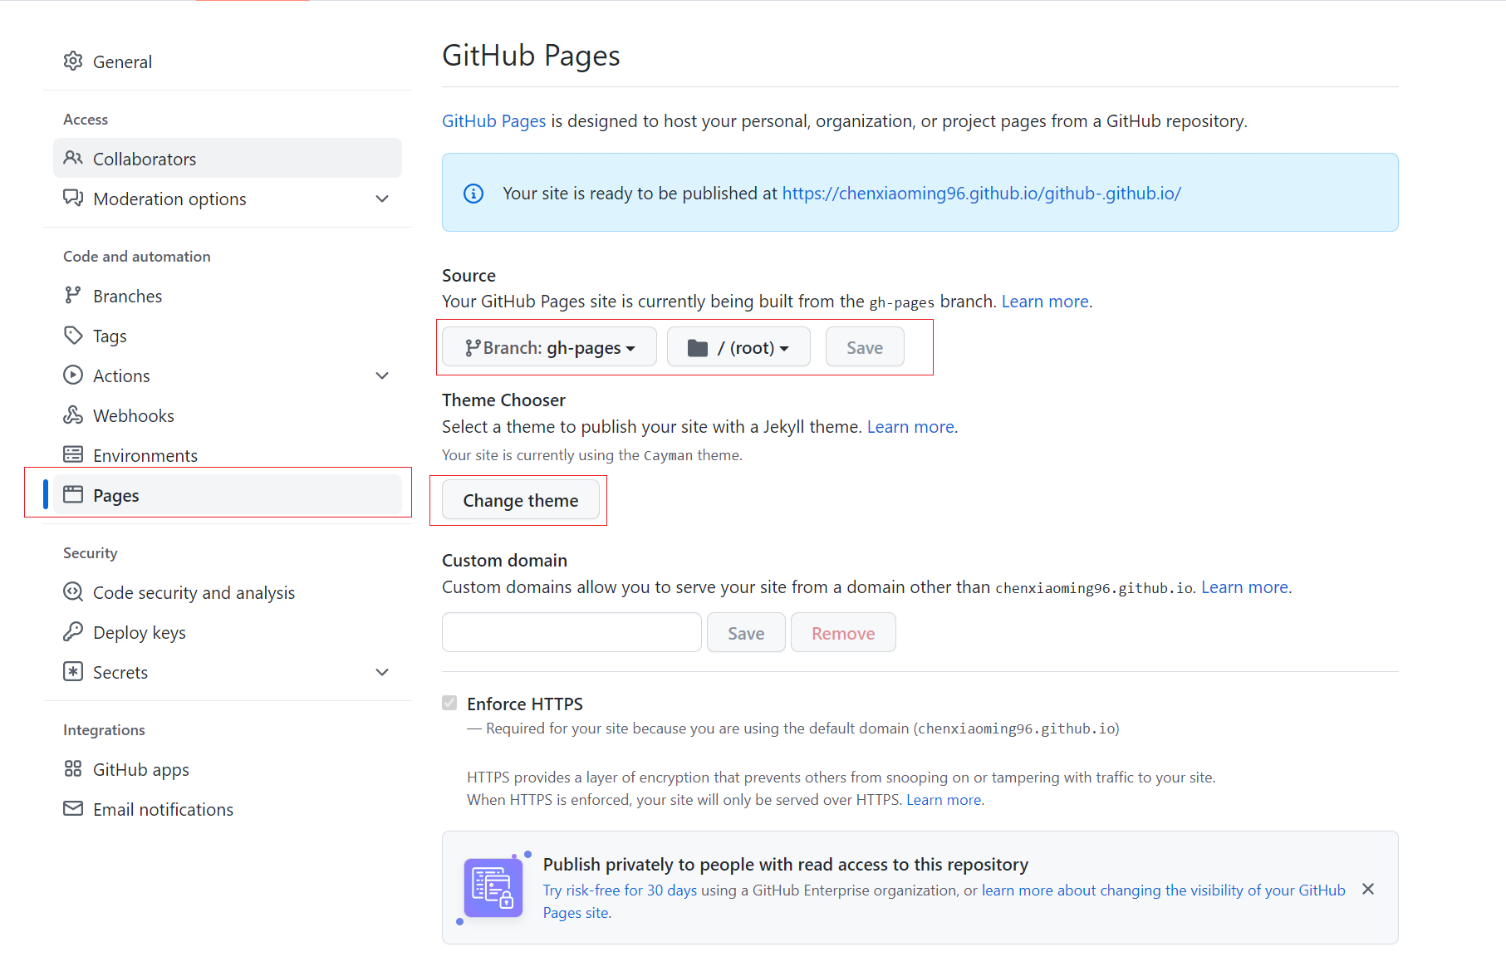 General
Access
Collaborators
Moderation options
Code and automation
Branches
Tags
Actions
Webhooks
Environments
Pages
Security
Code security and analysis
Deploy keys
Secrets
Integrations
GitHub apps
Email notifications
GitHub Pages
GitHub Pages is designed to host your personal, organization, or project pages from a GitHub repository.
Your site is ready to be published at https://chenxiaoming96.github.io/github-.github.io/
Source
Your GitHub Pages site is currently being built from the gh-pages branch. Learn more.
Branch: gh-pages / (root) Save
Theme Chooser
Select a theme to publish your site with a Jekyll theme. Learn more.
Your site is currently using the Cayman theme.
Change theme
Custom domain
Custom domains allow you to serve your site from a domain other than chenxiaoming96.github.io. Learn more.
Save Remove
Enforce HTTPS
— Required for your site because you are using the default domain (chenxiaoming96.github.io)
HTTPS provides a layer of encryption that prevents others from snooping on or tampering with traffic to your site.
When HTTPS is enforced, your site will only be served over HTTPS. Learn more.
Publish privately to people with read access to this repository
Try risk-free for 30 days using a GitHub Enterprise organization, or learn more about changing the visibility of your GitHub
Pages site.